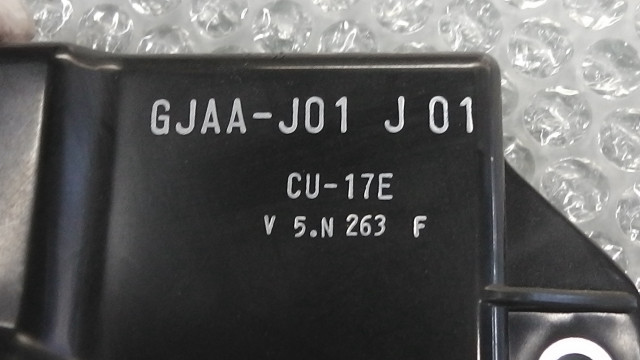 GJAA-J01 J 01
CU-17E
V 5.N 263 F